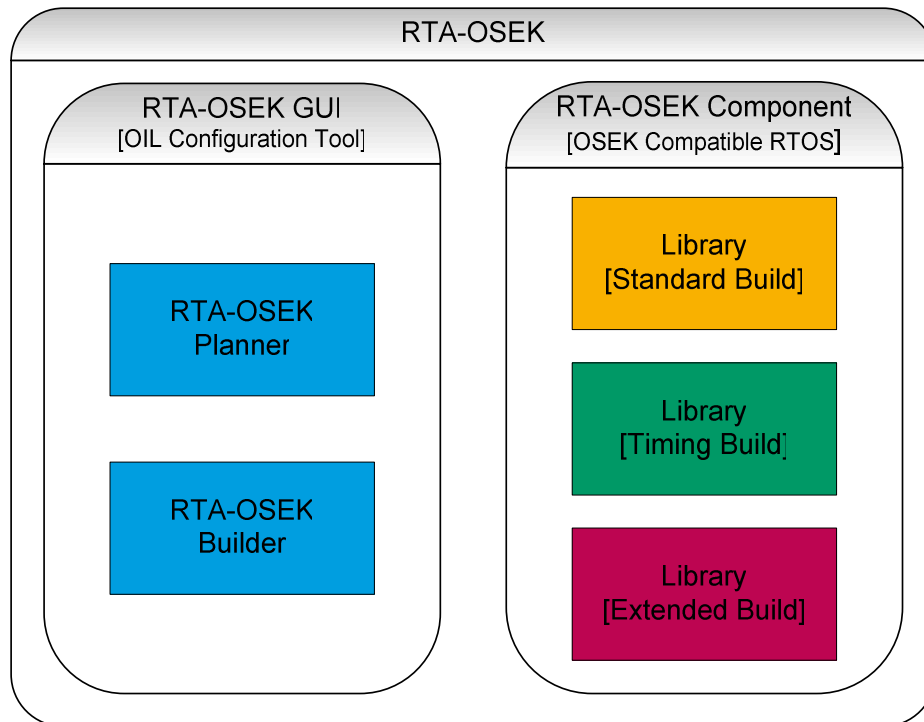 RTA-OSEK
RTA-OSEK GUI
[OIL Configuration Tool]
RTA-OSEK
Planner
RTA-OSEK
Builder
RTA-OSEK Component
[OSEK Compatible RTOS]
Library
[Standard Build]
Library
[Timing Build]
Library
[Extended Build]